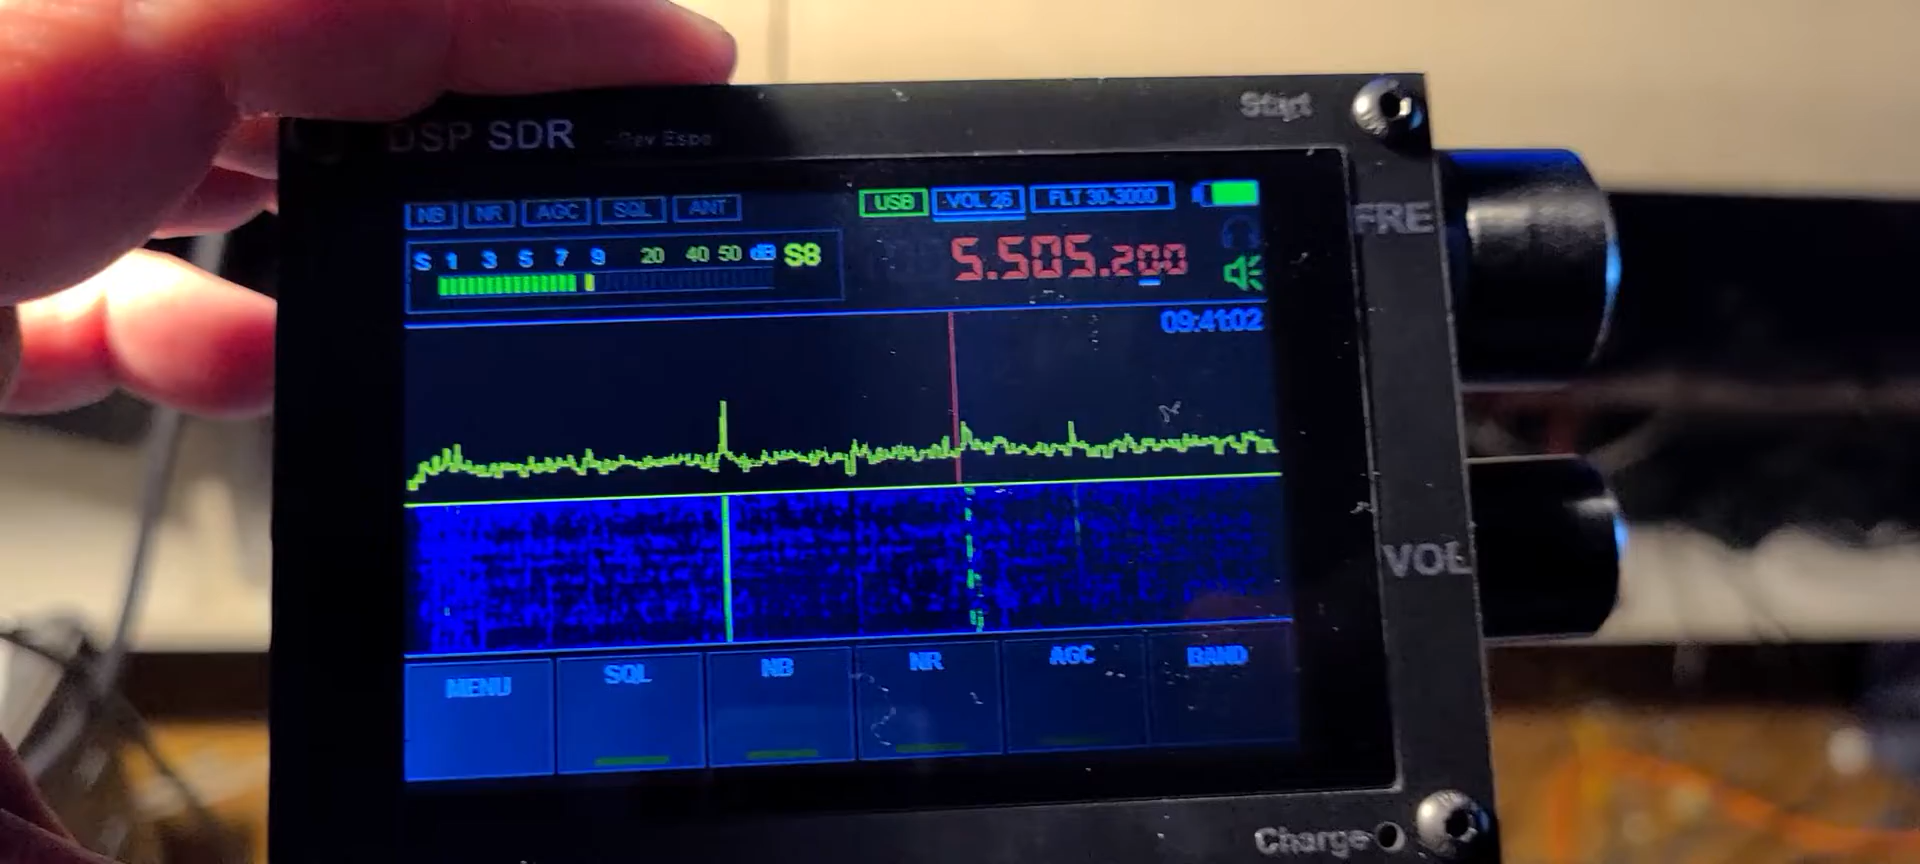 Start
DSP SDR
NB NR AGC SQL ANT USB VOL 26 FLT 30-3000
FRE
S 1 3 5 7 9 20 40 50 dB S8
5.505.200
09:41:02
VOL
MENU SQL NB NR AGC BAND
Charge